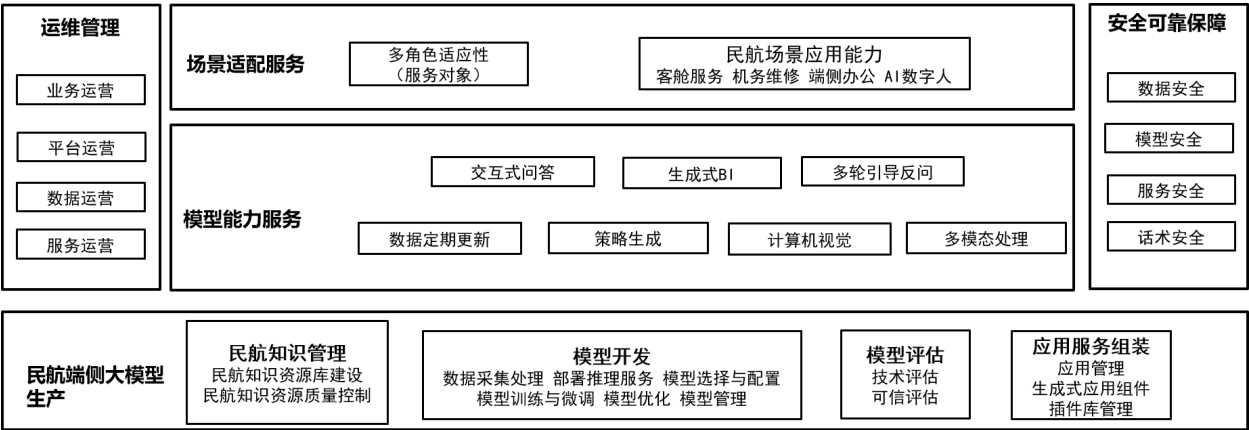 运维管理
业务运营
平台运营
数据运营
服务运营
场景适配服务
多角色适应性
（服务对象）
民航场景应用能力
客舱服务 机务维修 端侧办公 AI数字人
模型能力服务
交互式问答
生成式BI
多轮引导反问
数据定期更新
策略生成
计算机视觉
多模态处理
安全可靠保障
数据安全
模型安全
服务安全
话术安全
民航端侧大模型
生产
民航知识管理
民航知识资源库建设
民航知识资源质量控制
模型开发
数据采集处理 部署推理服务 模型选择与配置
模型训练与微调 模型优化 模型管理
模型评估
技术评估
可信评估
应用服务组装
应用管理
生成式应用组件
插件库管理